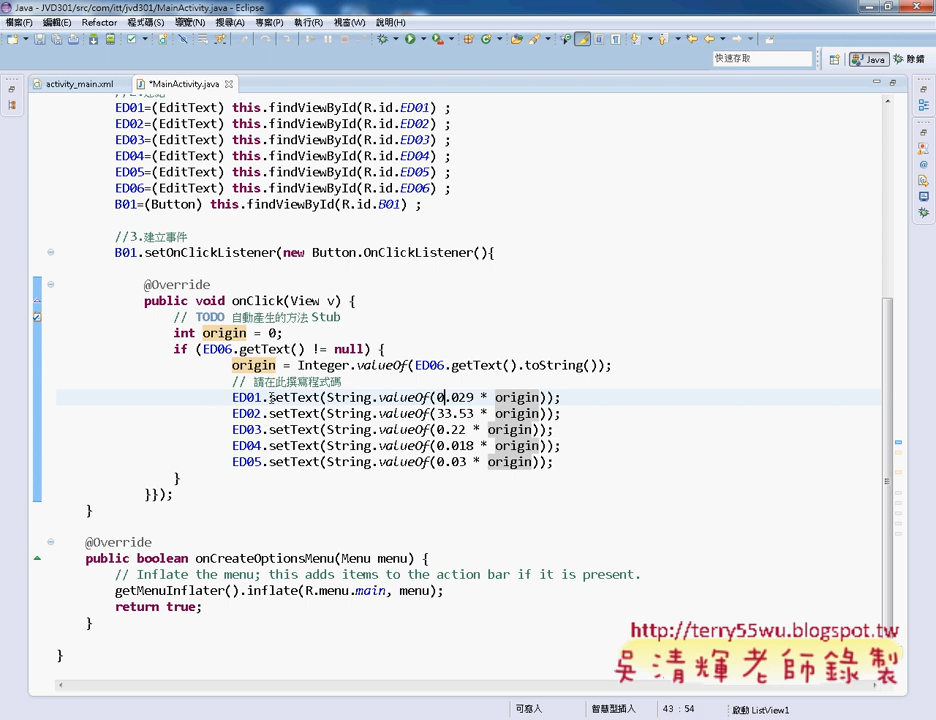 Java - JVD301/src/com/itt/jvd301/MainActivity.java - Eclipse
檔案(F) 編輯(E) Refactor 程式碼(S) 導覽(N) 搜尋(A) 專案(P) 執行(R) 視窗(W) 說明(H)
快速存取 Java 除錯
activity_main.xml *MainActivity.java
ED01=(EditText) this.findViewById(R.id.ED01) ;
ED02=(EditText) this.findViewById(R.id.ED02) ;
ED03=(EditText) this.findViewById(R.id.ED03) ;
ED04=(EditText) this.findViewById(R.id.ED04) ;
ED05=(EditText) this.findViewById(R.id.ED05) ;
ED06=(EditText) this.findViewById(R.id.ED06) ;
B01=(Button) this.findViewById(R.id.B01) ;
//3.建立事件
B01.setOnClickListener(new Button.OnClickListener(){
@Override
public void onClick(View v) {
// TODO 自動產生的方法 Stub
int origin = 0;
if (ED06.getText() != null) {
origin = Integer.valueOf(ED06.getText().toString());
// 請在此撰寫程式碼
ED01.setText(String.valueOf(0.029 * origin));
ED02.setText(String.valueOf(33.53 * origin));
ED03.setText(String.valueOf(0.22 * origin));
ED04.setText(String.valueOf(0.018 * origin));
ED05.setText(String.valueOf(0.03 * origin));
}
}});
}
@Override
public boolean onCreateOptionsMenu(Menu menu) {
// Inflate the menu; this adds items to the action bar if it is present.
getMenuInflater().inflate(R.menu.main, menu);
return true;
}
}
http://terry55wu.blogspot.tw
吳清輝老師錄製
可寫入 智慧型插入 43 : 54 啟動 ListView1